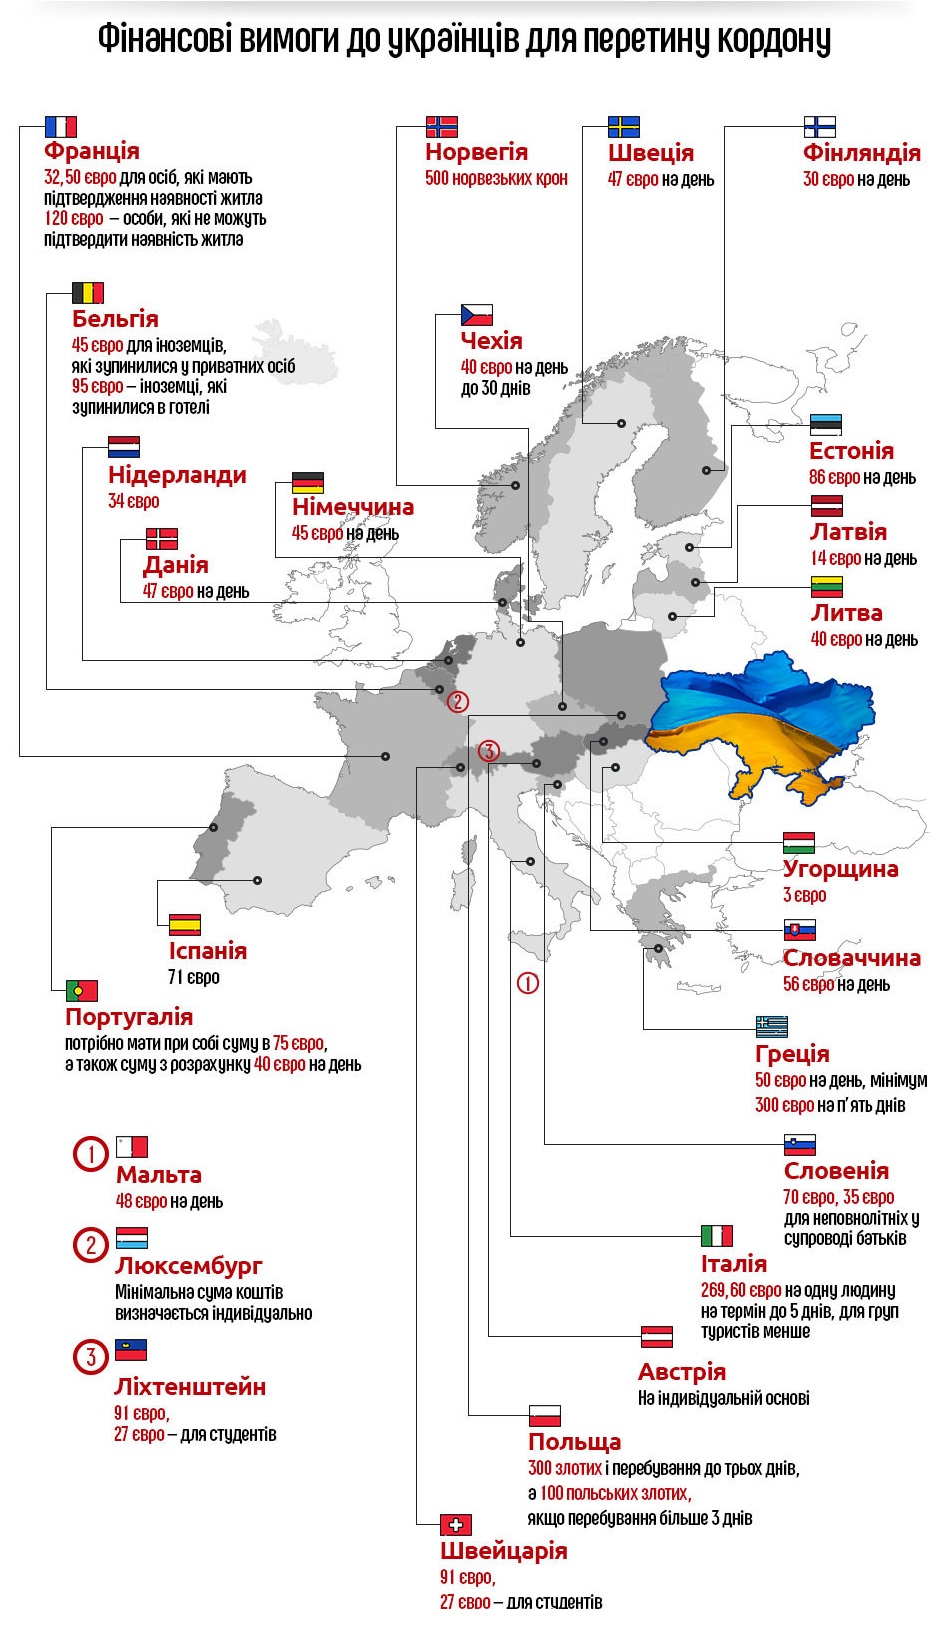 Фінансові вимоги до українців для перетину кордону
Франція
32,50 євро для осіб, які мають
підтвердження наявності житла
120 євро – особи, які не можуть
підтвердити наявність житла
Норвегія
500 норвезьких крон
Швеція
47 євро на день
Фінляндія
30 євро на день
Бельгія
45 євро для іноземців,
які зупинилися у приватних осіб
95 євро – іноземці, які
зупинилися в готелі
Чехія
40 євро на день
до 30 днів
Нідерланди
34 євро
Німеччина
45 євро на день
Данія
47 євро на день
Естонія
86 євро на день
Латвія
14 євро на день
Литва
40 євро на день
2
3
1
Угорщина
3 євро
Словаччина
56 євро на день
Іспанія
71 євро
Португалія
потрібно мати при собі суму в 75 євро,
а також суму з розрахунку 40 євро на день
Греція
50 євро на день, мінімум
300 євро на п'ять днів
Словенія
70 євро, 35 євро
для неповнолітніх у
супроводі батьків
1
Мальта
48 євро на день
2
Люксембург
Мінімальна сума коштів
визначається індивідуально
3
Ліхтенштейн
91 євро,
27 євро – для студентів
Італія
269,60 євро на одну людину
на термін до 5 днів, для груп
туристів менше
Австрія
На індивідуальній основі
Польща
300 злотих і перебування до трьох днів,
а 100 польських злотих,
якщо перебування більше 3 днів
Швейцарія
91 євро,
27 євро – для студентів